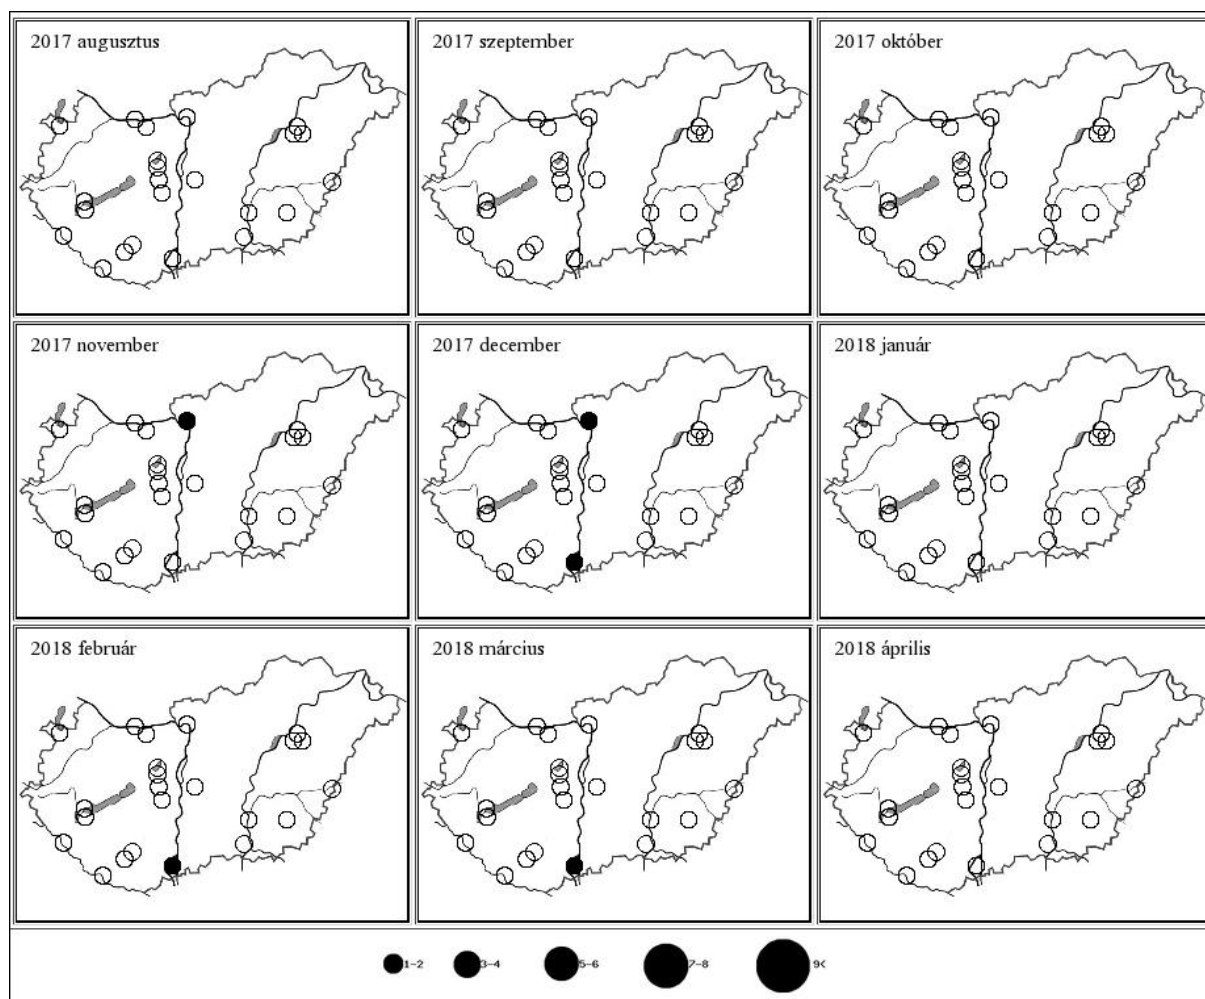 2017 augusztus
2017 szeptember
2017 október
2017 november
2017 december
2018 január
2018 február
2018 március
2018 április
1-2 3-4 5-6 7-8 9<